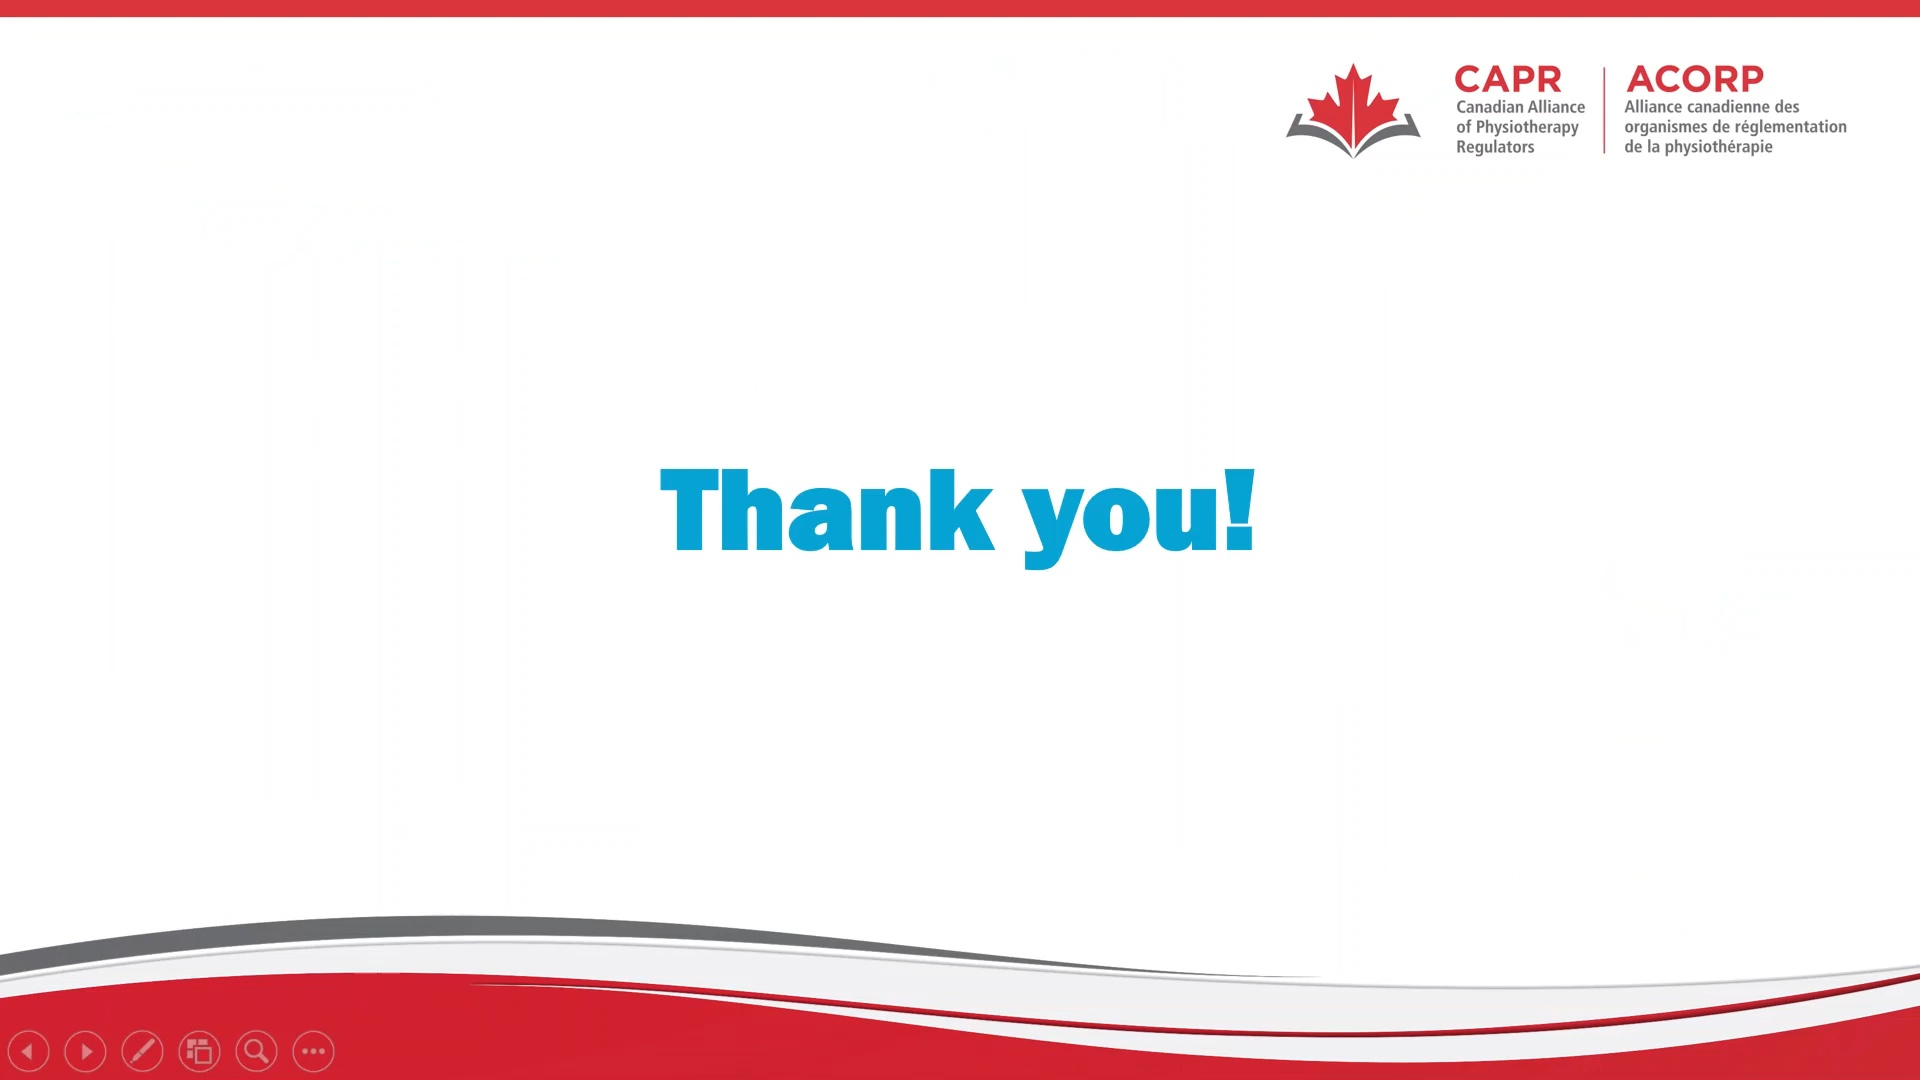 CAPR
Canadian Alliance
of Physiotherapy
Regulators
ACORP
Alliance canadienne des
organismes de réglementation
de la physiothérapie
Thank you!